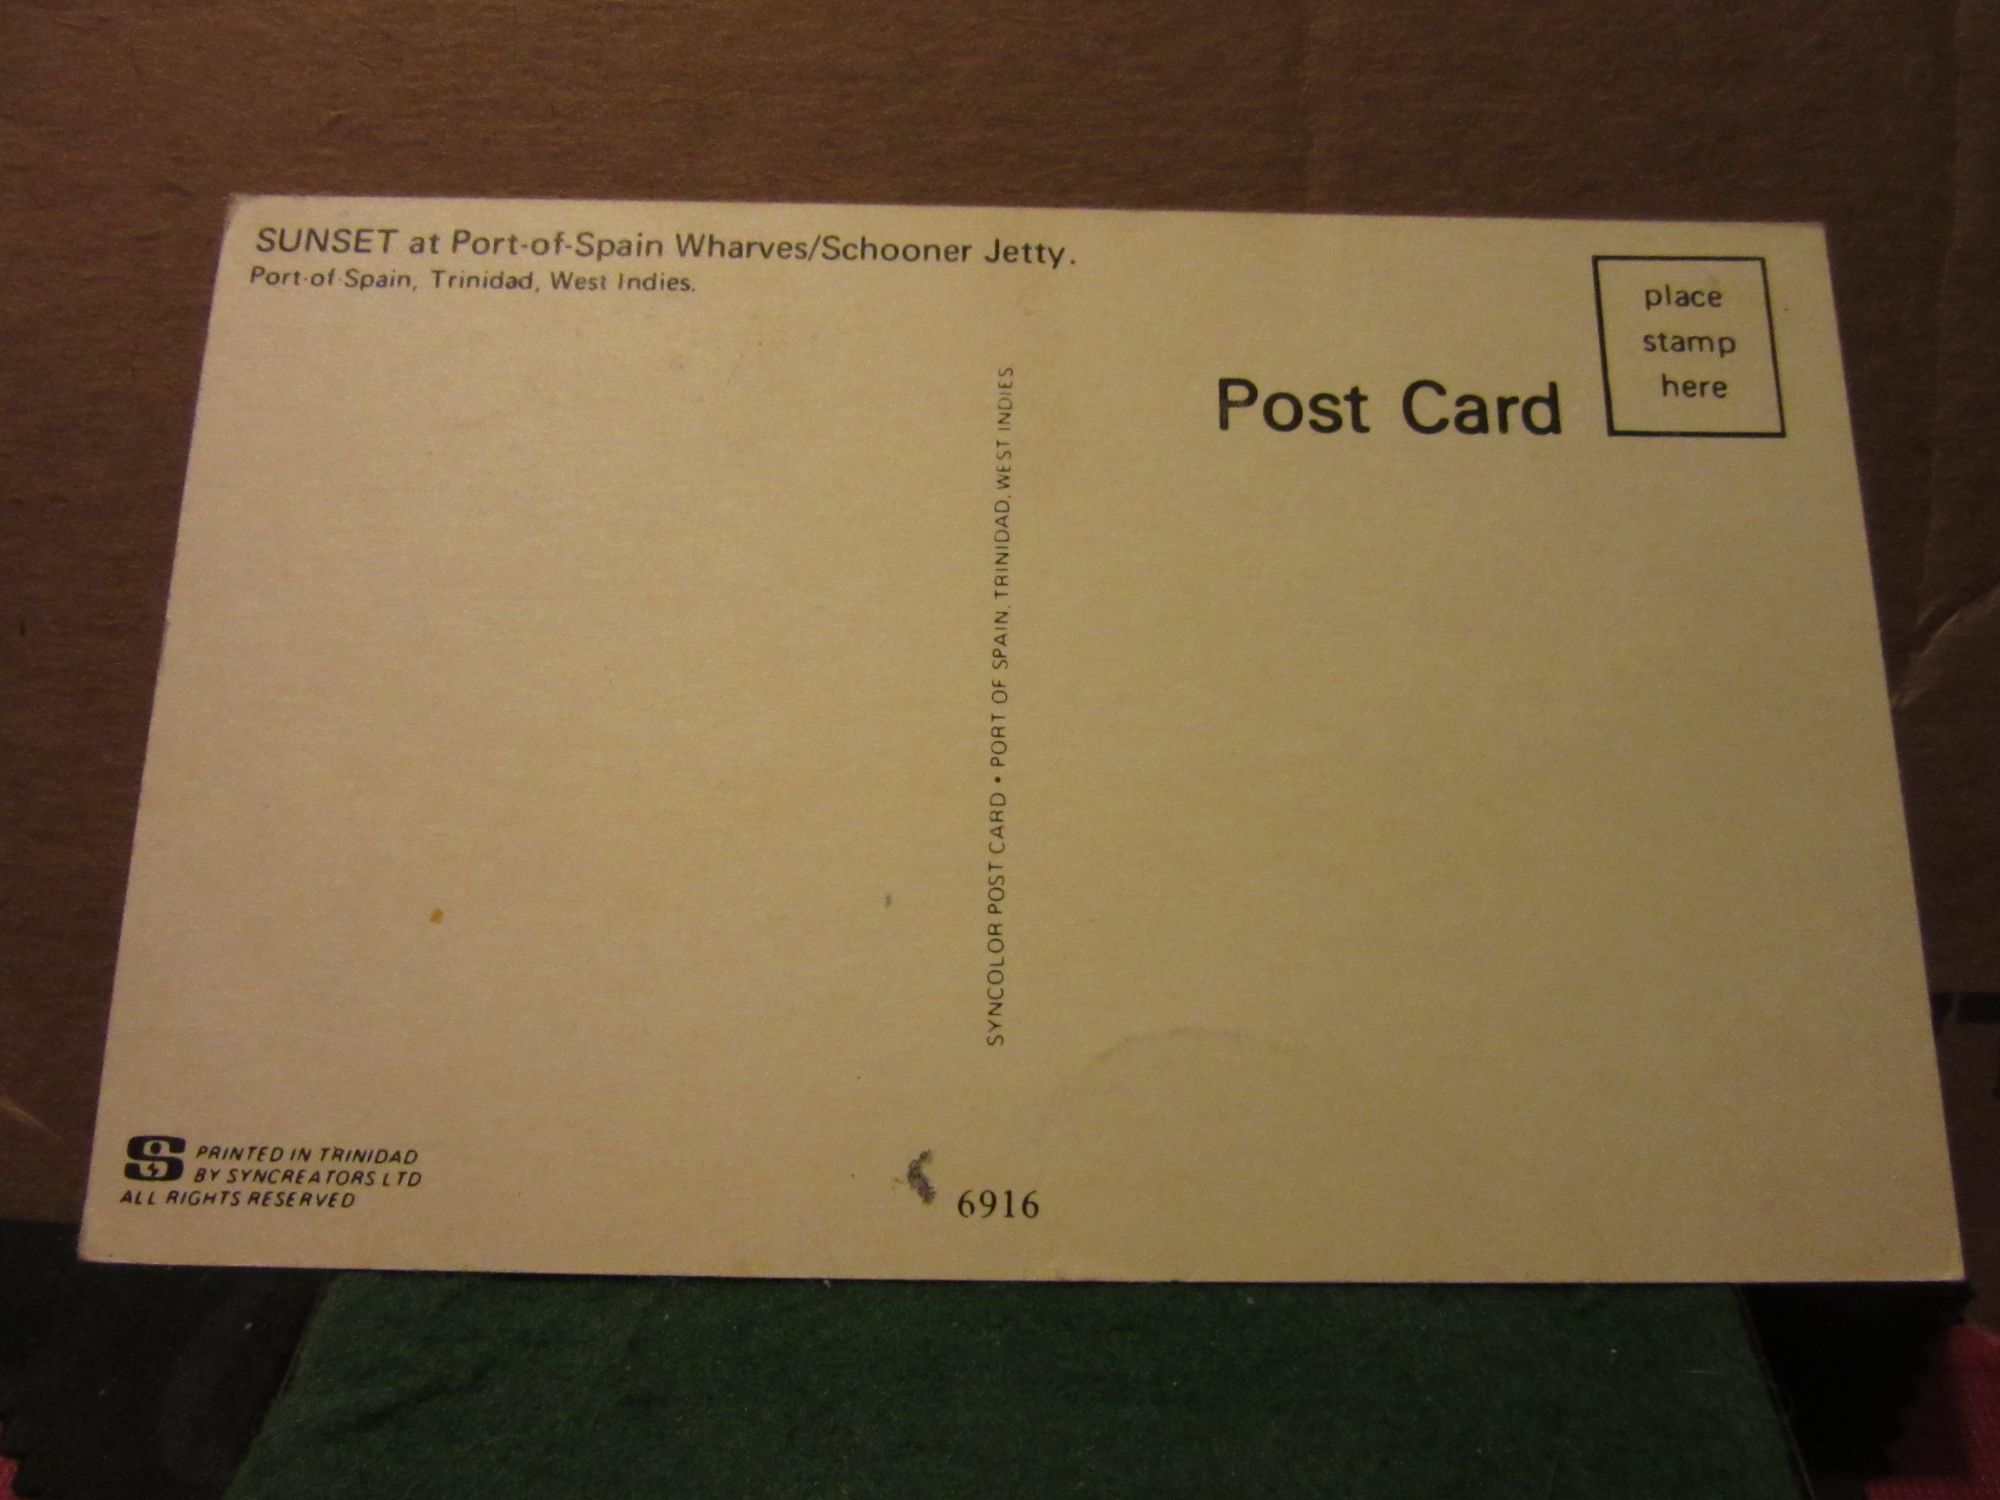 SUNSET at Port-of-Spain Wharves/Schooner Jetty.
Port-of-Spain, Trinidad, West Indies.
place
stamp
here
Post Card
SYNCOLOR POST CARD • PORT OF SPAIN, TRINIDAD, WEST INDIES
S PRINTED IN TRINIDAD
BY SYNCREATORS LTD
ALL RIGHTS RESERVED
6916